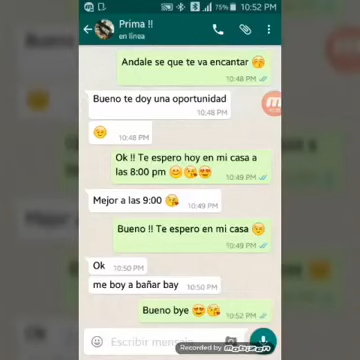 75% 10:52 PM
Prima !!
en línea
Andale se que te va encantar
10:48 PM
Bueno te doy una oportunidad
10:48 PM
10:48 PM
Ok !! Te espero hoy en mi casa a
las 8:00 pm
10:49 PM
Mejor a las 9:00
10:49 PM
Bueno !! Te espero en mi casa
10:49 PM
Ok
10:50 PM
me boy a bañar bay
10:50 PM
Bueno bye
10:52 PM
Escribir mensaje
Recorded by mobizen